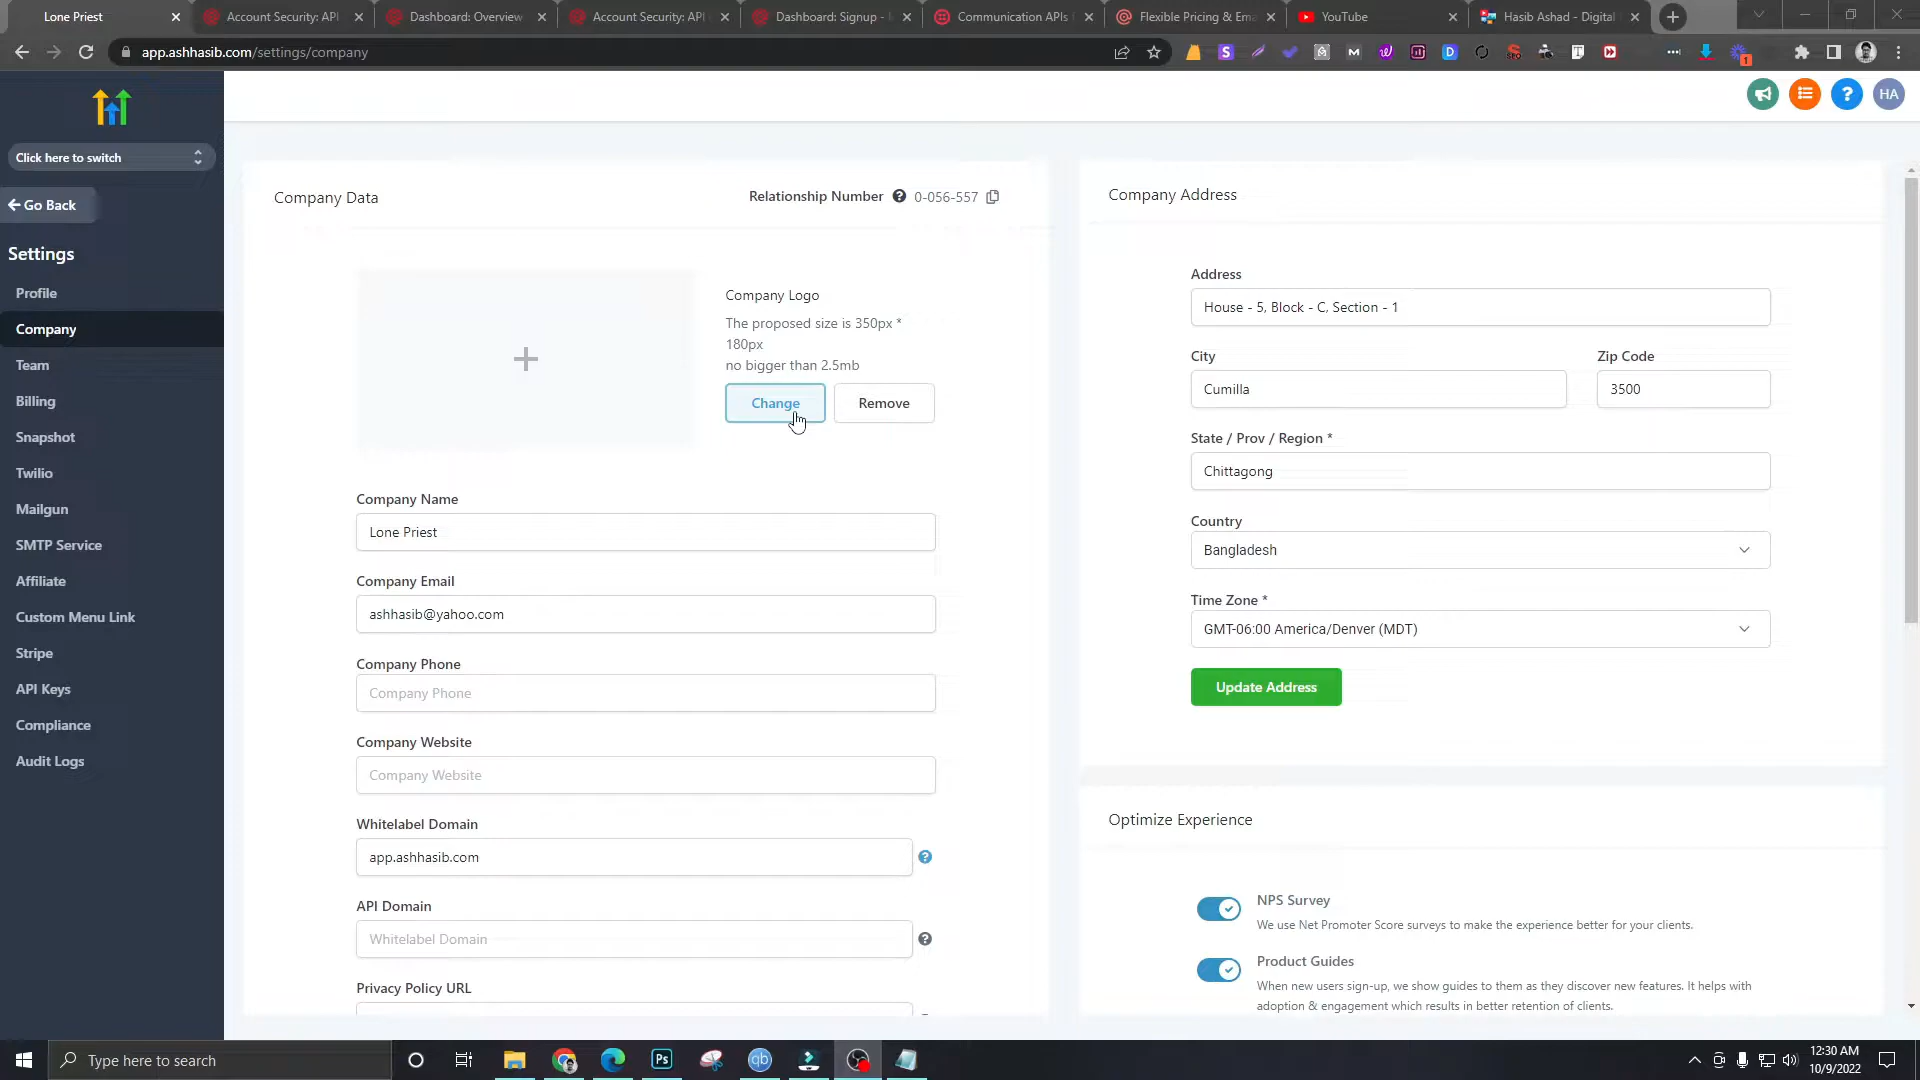 Lone Priest
Account Security: API
Dashboard: Overview
Account Security: API
Dashboard: Signup -
Communication APIs
Flexible Pricing & Ema
YouTube
Hasib Ashad - Digital
app.ashhasib.com/settings/company
1
HA
Click here to switch
Go Back
Settings
Profile
Company
Team
Billing
Snapshot
Twilio
Mailgun
SMTP Service
Affiliate
Custom Menu Link
Stripe
API Keys
Compliance
Audit Logs
Company Data
Relationship Number ? 0-056-557
Company Logo
The proposed size is 350px *
180px
no bigger than 2.5mb
Change
Remove
Company Name
Lone Priest
Company Email
ashhasib@yahoo.com
Company Phone
Company Phone
Company Website
Company Website
Whitelabel Domain
app.ashhasib.com
API Domain
Whitelabel Domain
Privacy Policy URL
Company Address
Address
House - 5, Block - C, Section - 1
City
Zip Code
Cumilla
3500
State / Prov / Region *
Chittagong
Country
Bangladesh
Time Zone *
GMT-06:00 America/Denver (MDT)
Update Address
Optimize Experience
NPS Survey
We use Net Promoter Score surveys to make the experience better for your clients.
Product Guides
When new users sign-up, we show guides to them as they discover new features. It helps with
adoption & engagement which results in better retention of clients.
Type here to search
Ps
qb
12:30 AM
10/9/2022